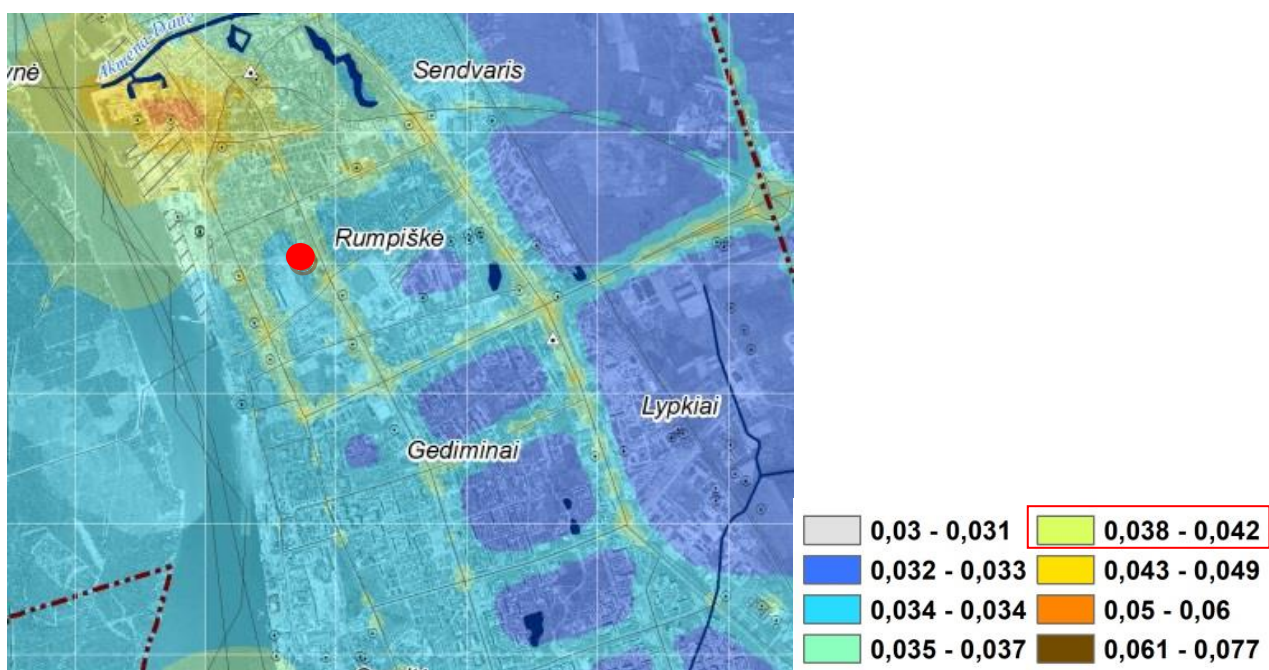 Akmena-Danė
ynė
Sendvaris
Rumpiškė
Lypkiai
Gediminai
0,03 - 0,031
0,032 - 0,033
0,034 - 0,034
0,035 - 0,037
0,038 - 0,042
0,043 - 0,049
0,05 - 0,06
0,061 - 0,077